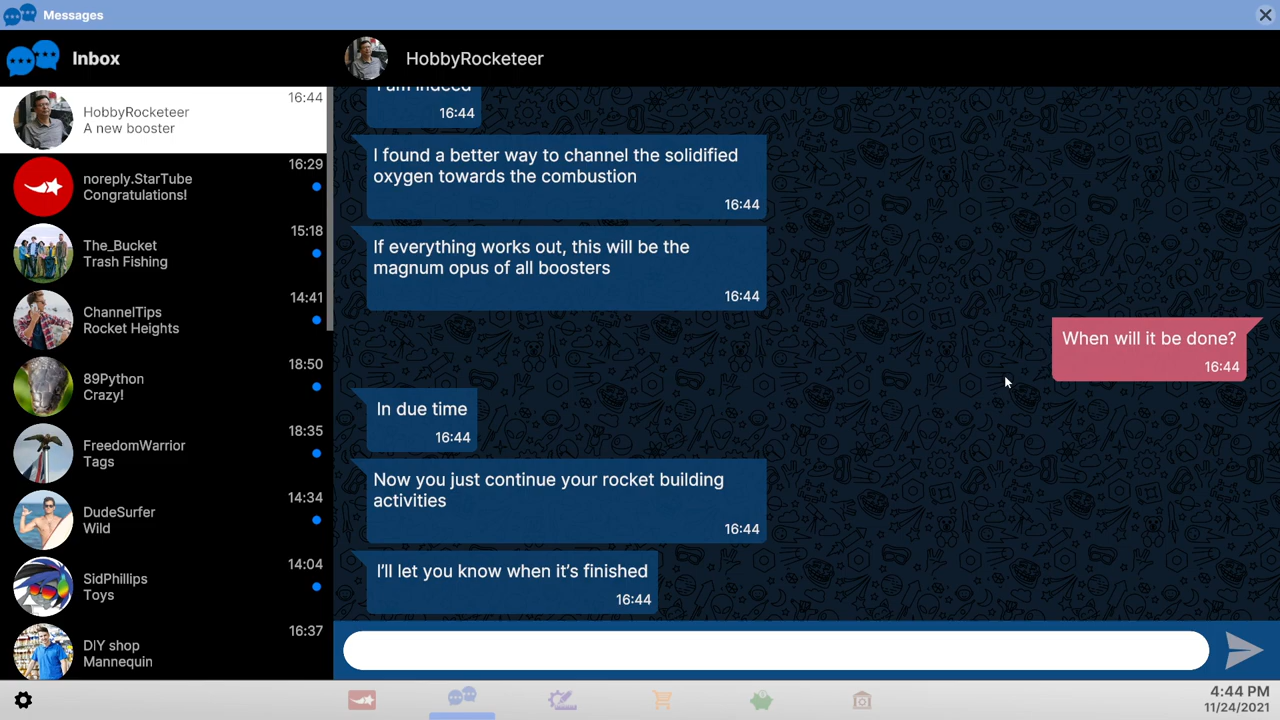 Messages
Inbox
HobbyRocketeer
16:44
HobbyRocketeer
A new booster
16:29
noreply.StarTube
Congratulations!
15:18
The_Bucket
Trash Fishing
14:41
ChannelTips
Rocket Heights
18:50
89Python
Crazy!
18:35
FreedomWarrior
Tags
14:34
DudeSurfer
Wild
14:04
SidPhillips
Toys
16:37
DIY shop
Mannequin
I am indeed
16:44
I found a better way to channel the solidified
oxygen towards the combustion
16:44
If everything works out, this will be the
magnum opus of all boosters
16:44
When will it be done?
16:44
In due time
16:44
Now you just continue your rocket building
activities
16:44
I'll let you know when it's finished
16:44
4:44 PM
11/24/2021